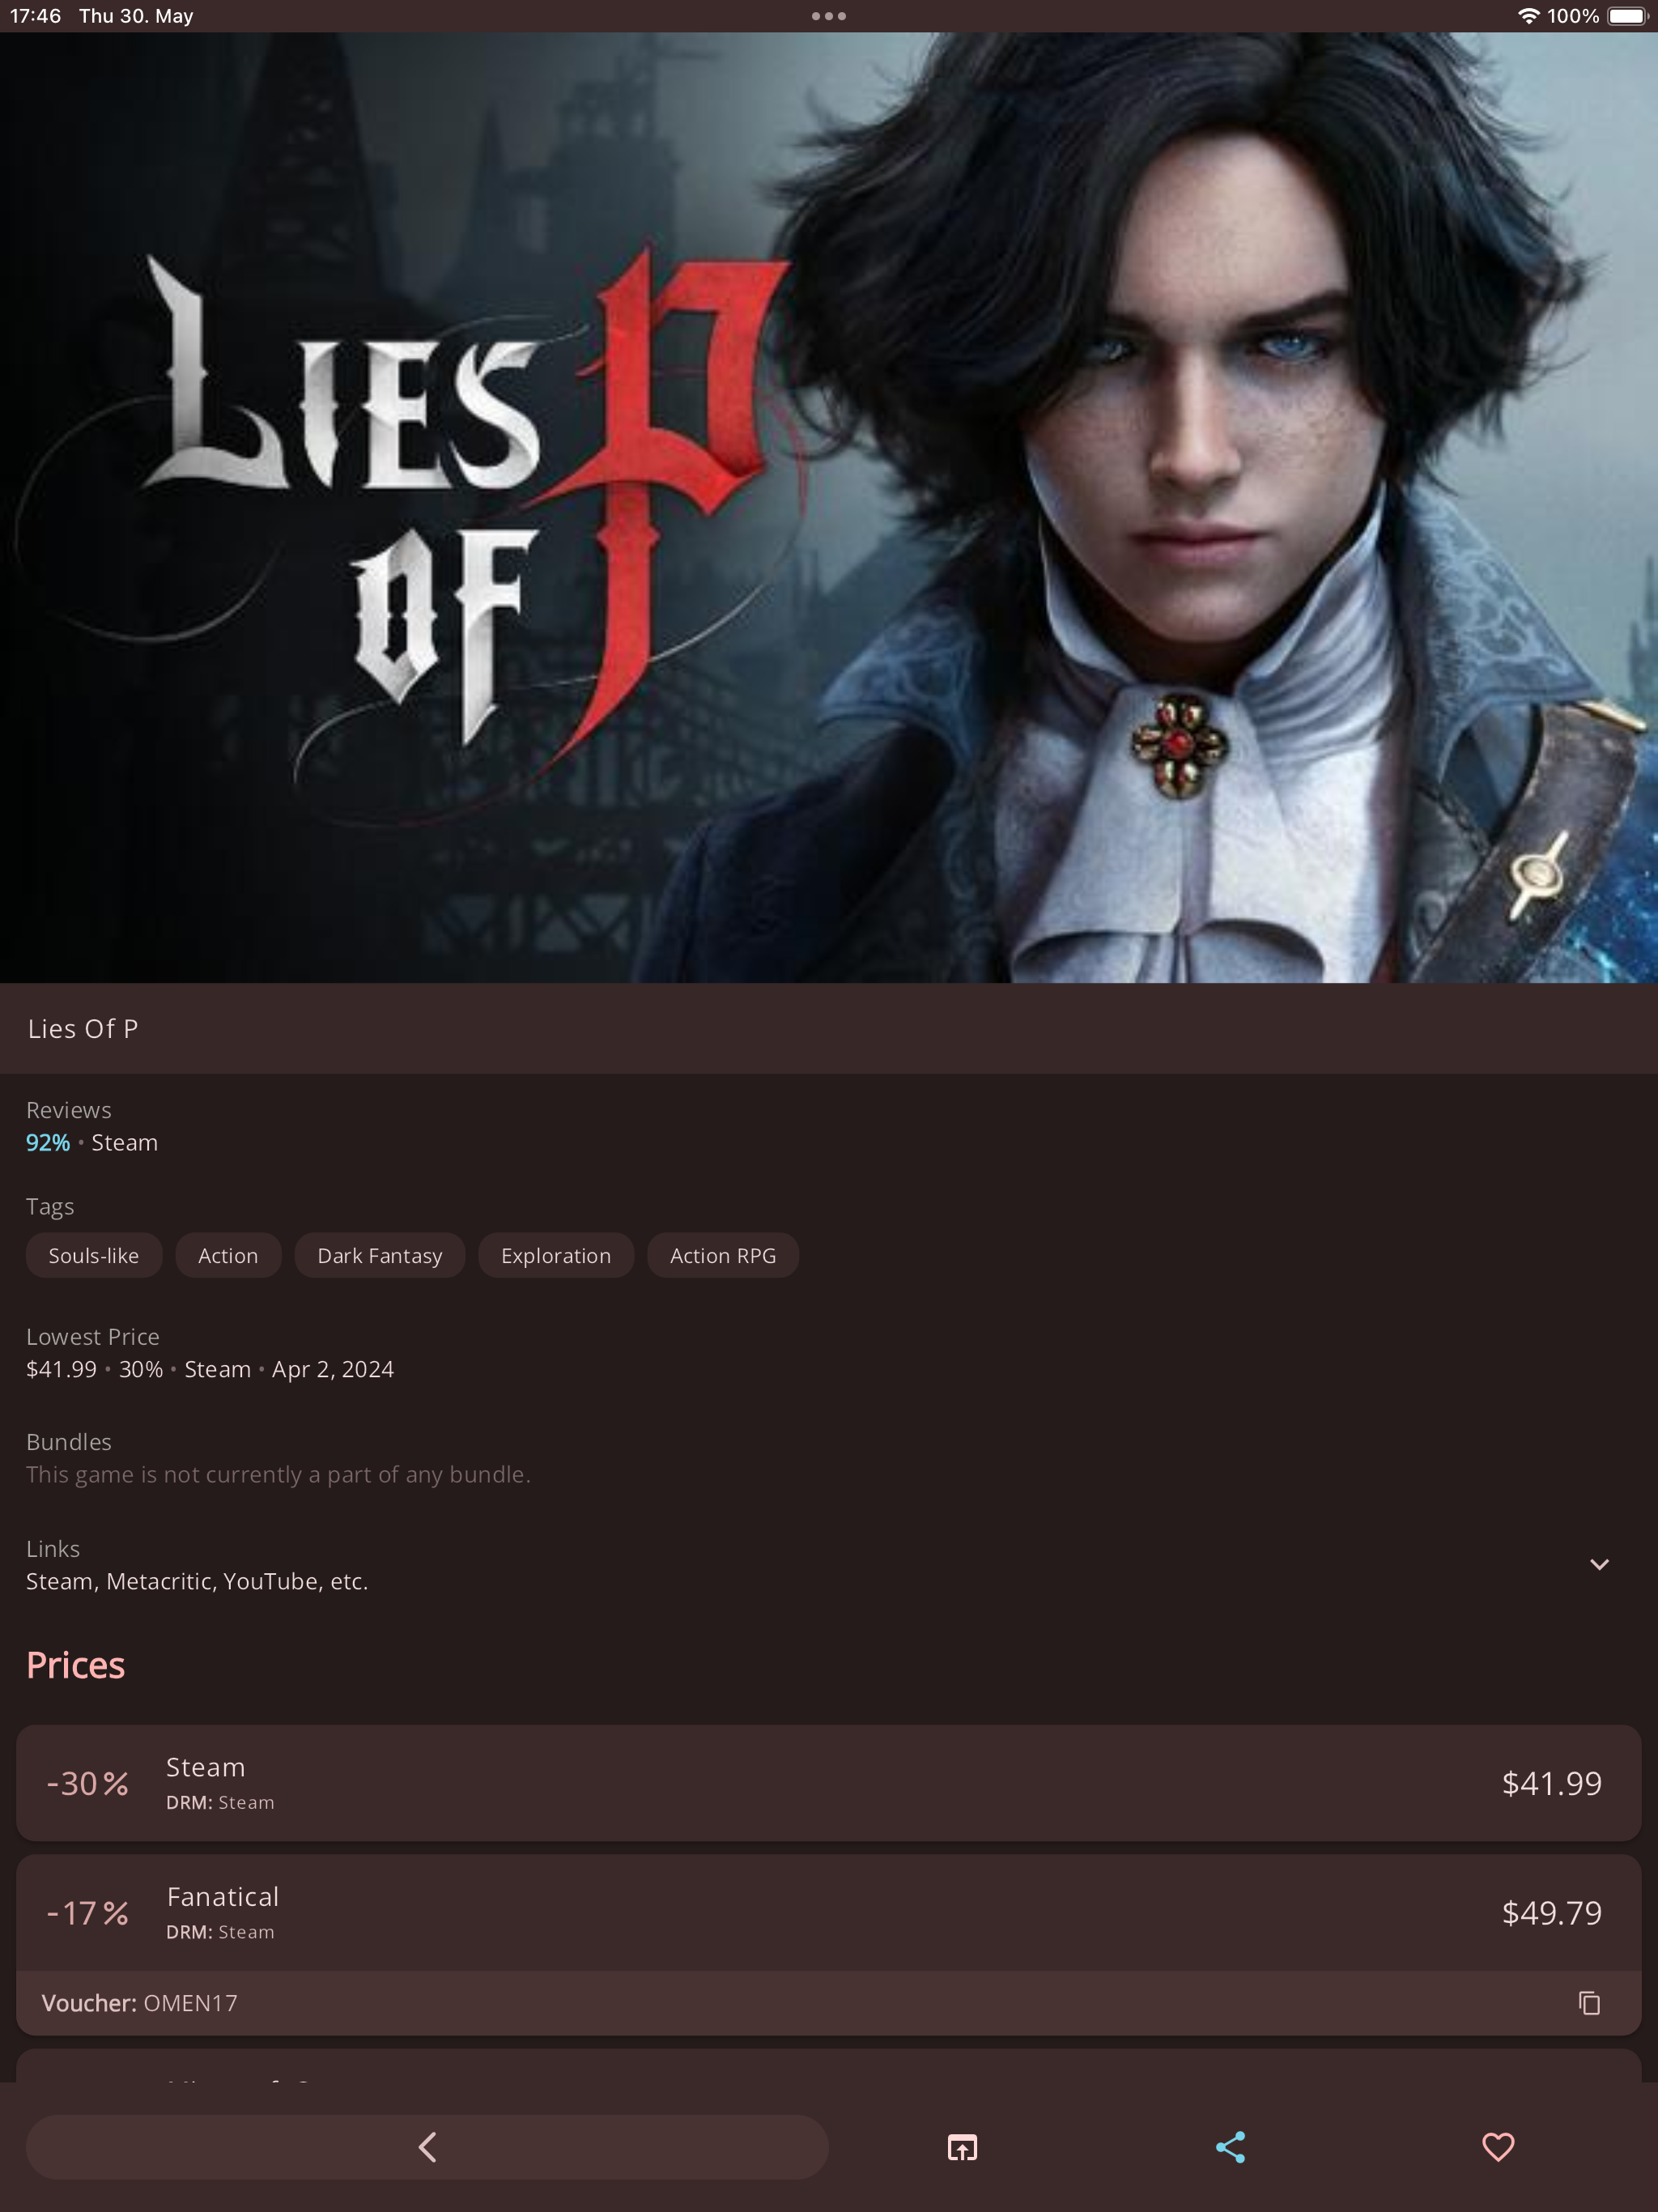 17:46 Thu 30. May
100%
LIES
OF P
Lies Of P
Reviews
92% • Steam
Tags
Souls-like Action Dark Fantasy Exploration Action RPG
Lowest Price
$41.99 • 30% • Steam • Apr 2, 2024
Bundles
This game is not currently a part of any bundle.
Links
Steam, Metacritic, YouTube, etc.
Prices
-30% Steam $41.99
DRM: Steam
-17% Fanatical $49.79
DRM: Steam
Voucher: OMEN17